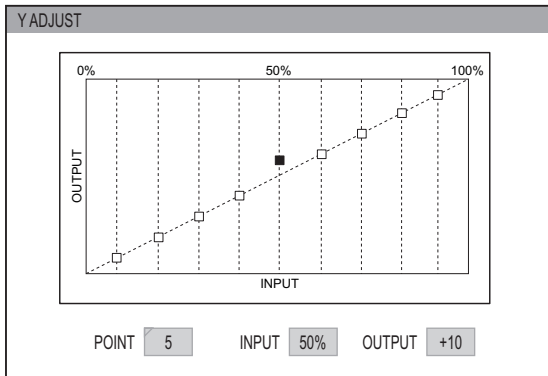 Y ADJUST
0% 50% 100%
OUTPUT
INPUT
POINT 5 INPUT 50% OUTPUT +10